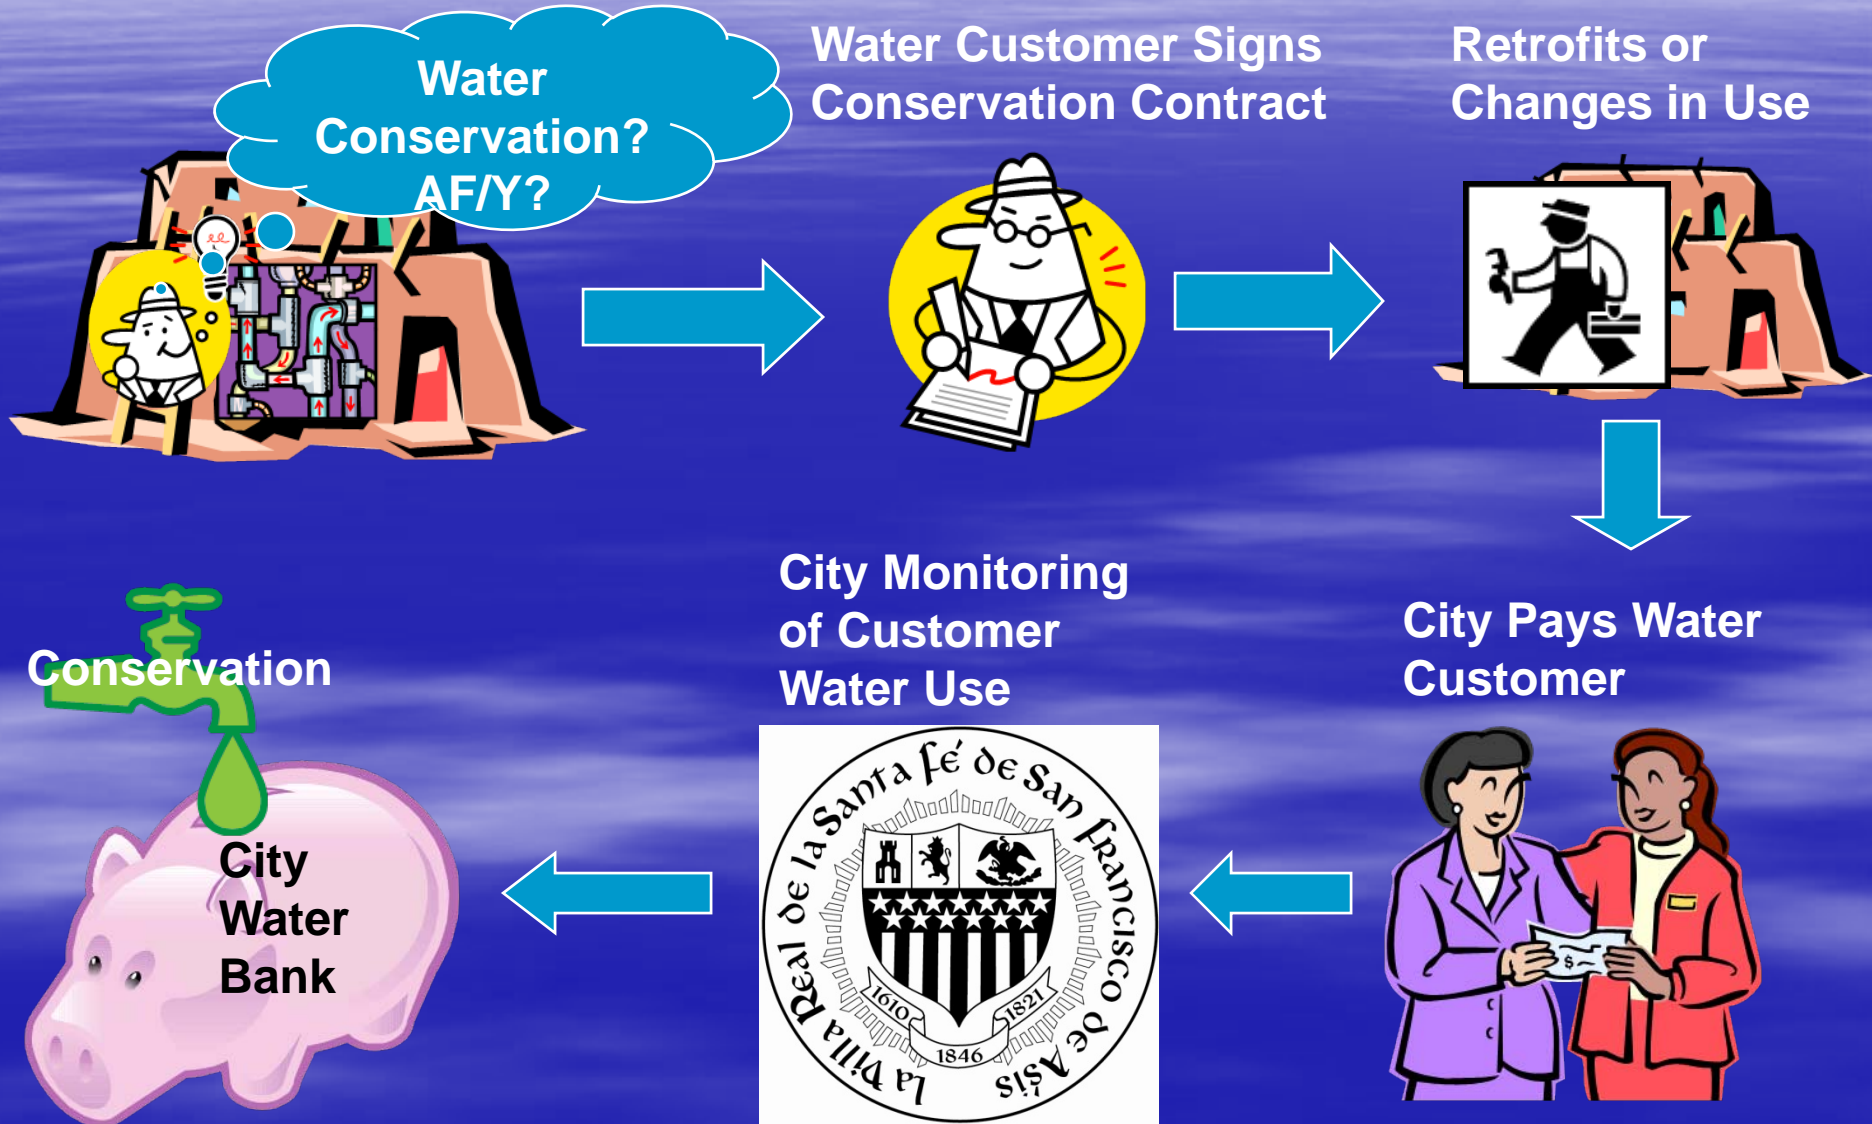 Water
Conservation?
AF/Y?
Water Customer Signs
Conservation Contract
Retrofits or
Changes in Use
City Pays Water
Customer
$
City Monitoring
of Customer
Water Use
La Villa Real de la Santa Fé de San Francisco de Asis
1610
1821
1846
Conservation
City
Water
Bank